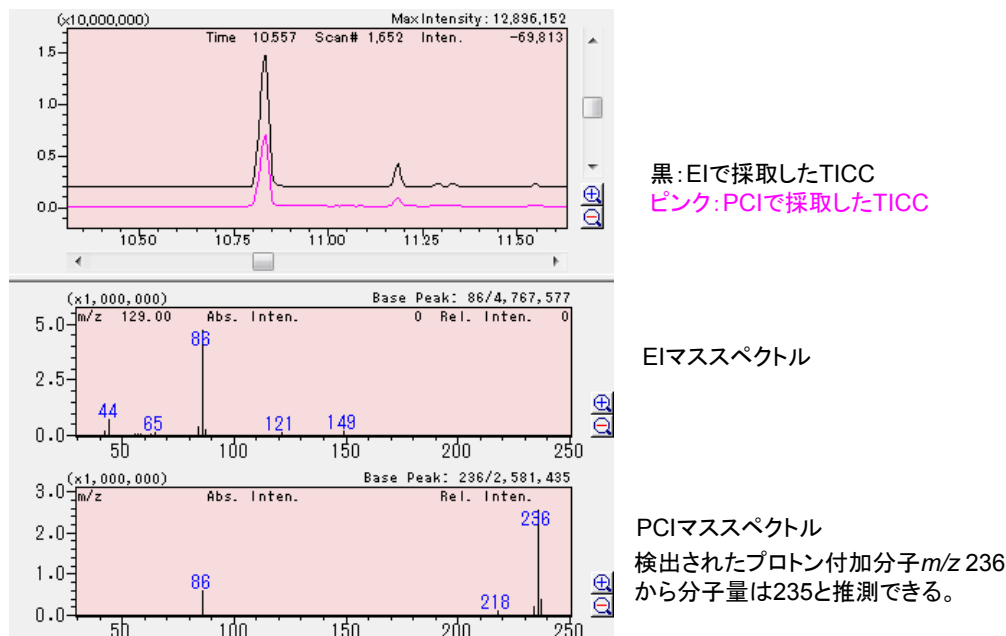 (x10,000,000) Max Intensity: 12,896,152
Time 10.557 Scan# 1,652 Inten. -69,813
1.5
1.0
0.5
0.0
10.50 10.75 11.00 11.25 11.50
黒：EIで採取したTICC
ピンク：PCIで採取したTICC
(x1,000,000) Base Peak: 86/4,767,577
m/z 129.00 Abs. Inten. 0 Rel. Inten. 0
5.0
2.5
0.0
86
44
65
121
149
50 100 150 200 250
EIマススペクトル
(x1,000,000) Base Peak: 236/2,581,435
m/z Abs. Inten. Rel. Inten.
3.0
2.0
1.0
0.0
236
86
218
50 100 150 200 250
PCIマススペクトル
検出されたプロトン付加分子m/z 236
から分子量は235と推測できる。